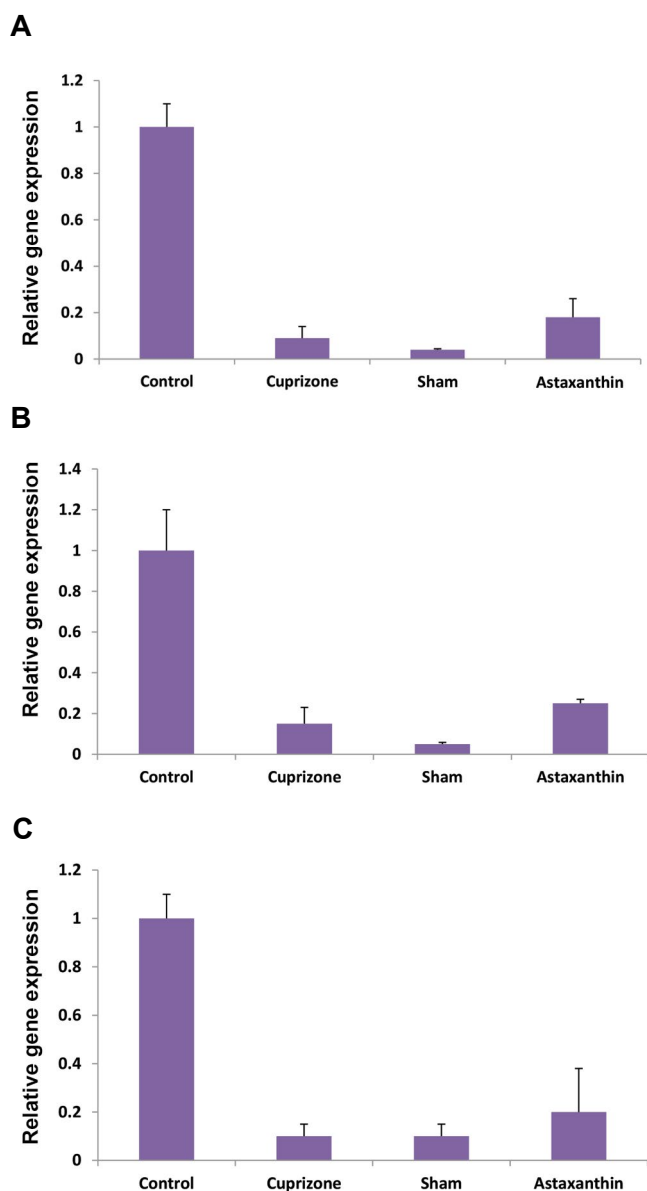 A
Relative gene expression
1.2
1
0.8
0.6
0.4
0.2
0
Control Cuprizone Sham Astaxanthin
B
Relative gene expression
1.4
1.2
1
0.8
0.6
0.4
0.2
0
Control Cuprizone Sham Astaxanthin
C
Relative gene expression
1.2
1
0.8
0.6
0.4
0.2
0
Control Cuprizone Sham Astaxanthin